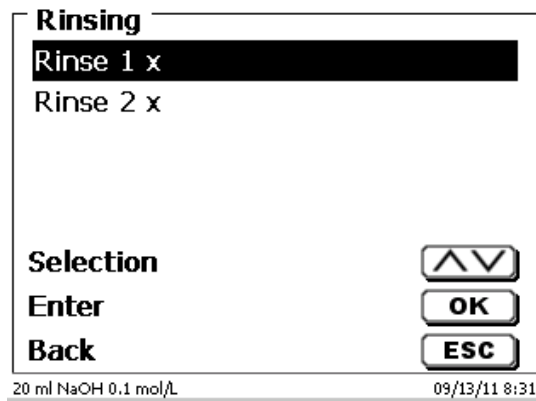 Rinsing
Rinse 1 x
Rinse 2 x
Selection
Enter OK
Back ESC
20 ml NaOH 0.1 mol/L 09/13/11 8:31